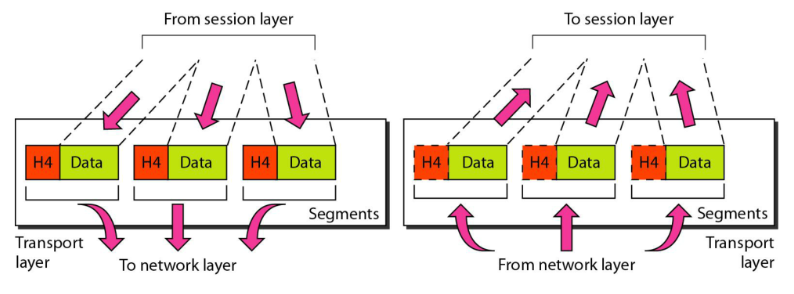 From session layer
H4 Data H4 Data H4 Data
Segments
Transport
layer
To network layer
To session layer
H4 Data H4 Data H4 Data
Segments
From network layer
Transport
layer